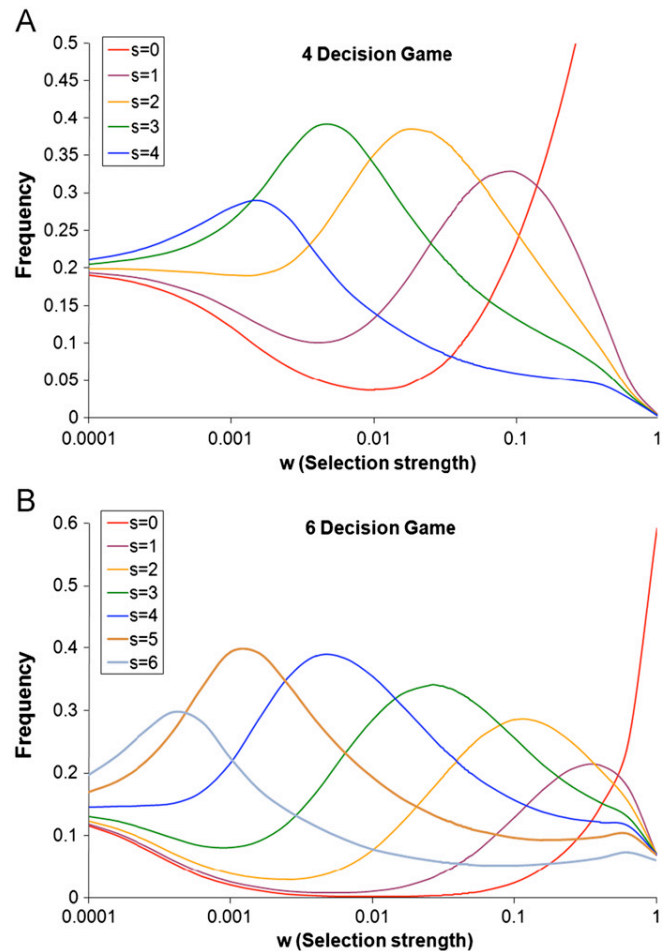 A
4 Decision Game
s=0
s=1
s=2
s=3
s=4
Frequency
0.5
0.45
0.4
0.35
0.3
0.25
0.2
0.15
0.1
0.05
0
0.0001
0.001
0.01
0.1
1
w (Selection strength)
B
6 Decision Game
s=0
s=1
s=2
s=3
s=4
s=5
s=6
Frequency
0.6
0.5
0.4
0.3
0.2
0.1
0
0.0001
0.001
0.01
0.1
1
w (Selection strength)